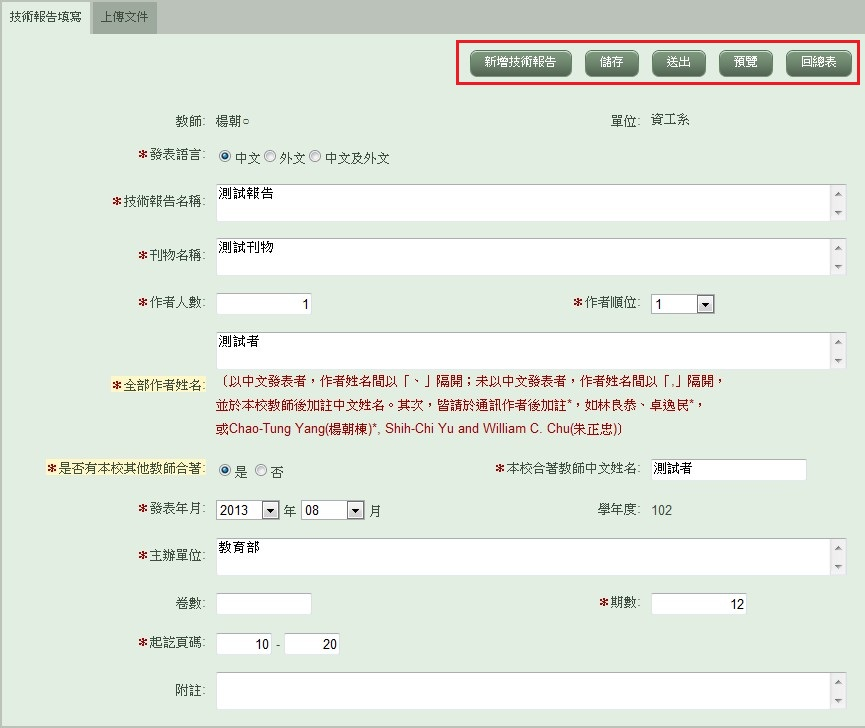 技術報告填寫 上傳文件
新增技術報告 儲存 送出 預覽 回總表
教師: 楊朝○ 單位: 資工系
*發表語言: 中文 外文 中文及外文
*技術報告名稱: 測試報告
*刊物名稱: 測試刊物
*作者人數: 1 *作者順位: 1
測試者
*全部作者姓名: 〔以中文發表者，作者姓名間以「、」隔開；未以中文發表者，作者姓名間以「,」隔開，
並於本校教師後加註中文姓名。其次，皆請於通訊作者後加註*，如林良恭、卓逸民*，
或Chao-Tung Yang(楊朝棟)*, Shih-Chi Yu and William C. Chu(朱正忠)〕
*是否有本校其他教師合著: 是 否 *本校合著教師中文姓名: 測試者
*發表年月: 2013 年 08 月 學年度: 102
*主辦單位: 教育部
卷數: *期數: 12
*起訖頁碼: 10 - 20
附註: